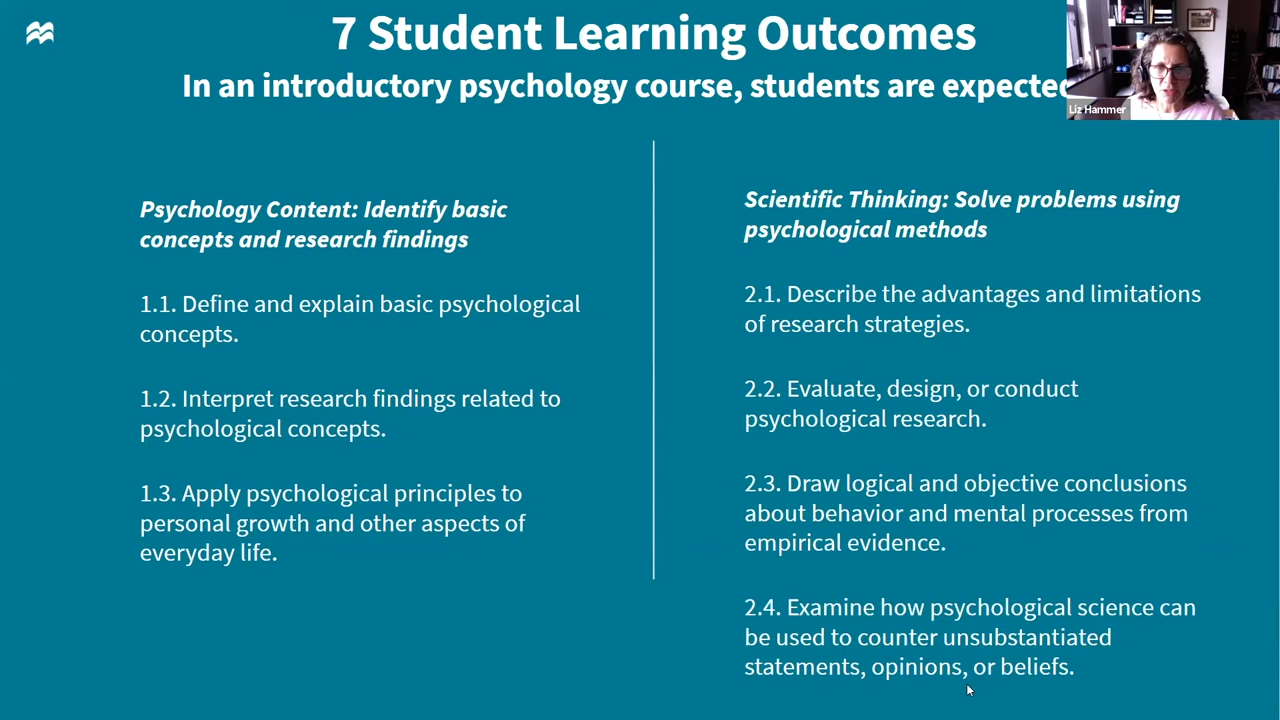 7 Student Learning Outcomes
In an introductory psychology course, students are expected
Liz Hammer
Psychology Content: Identify basic
concepts and research findings
1.1. Define and explain basic psychological
concepts.
1.2. Interpret research findings related to
psychological concepts.
1.3. Apply psychological principles to
personal growth and other aspects of
everyday life.
Scientific Thinking: Solve problems using
psychological methods
2.1. Describe the advantages and limitations
of research strategies.
2.2. Evaluate, design, or conduct
psychological research.
2.3. Draw logical and objective conclusions
about behavior and mental processes from
empirical evidence.
2.4. Examine how psychological science can
be used to counter unsubstantiated
statements, opinions, or beliefs.